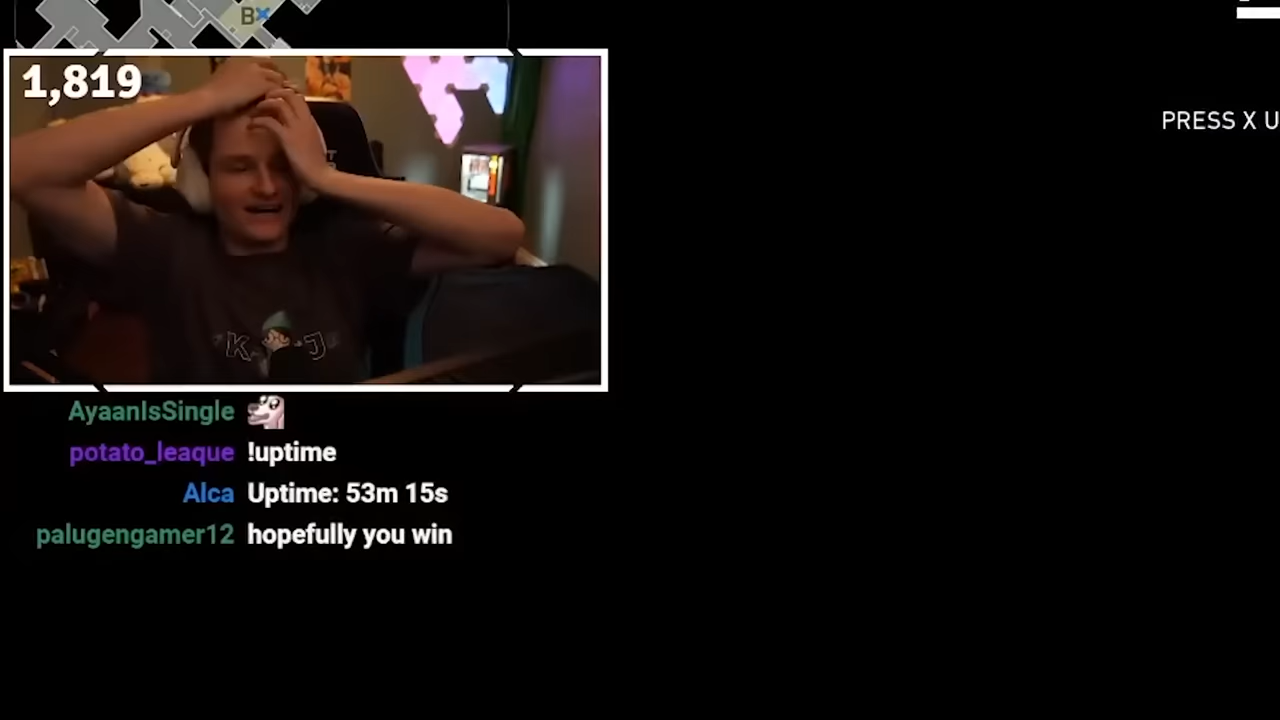 B
1,819
PRESS X U
K J
AyaanIsSingle
potato_leaque !uptime
Alca Uptime: 53m 15s
palugengamer12 hopefully you win